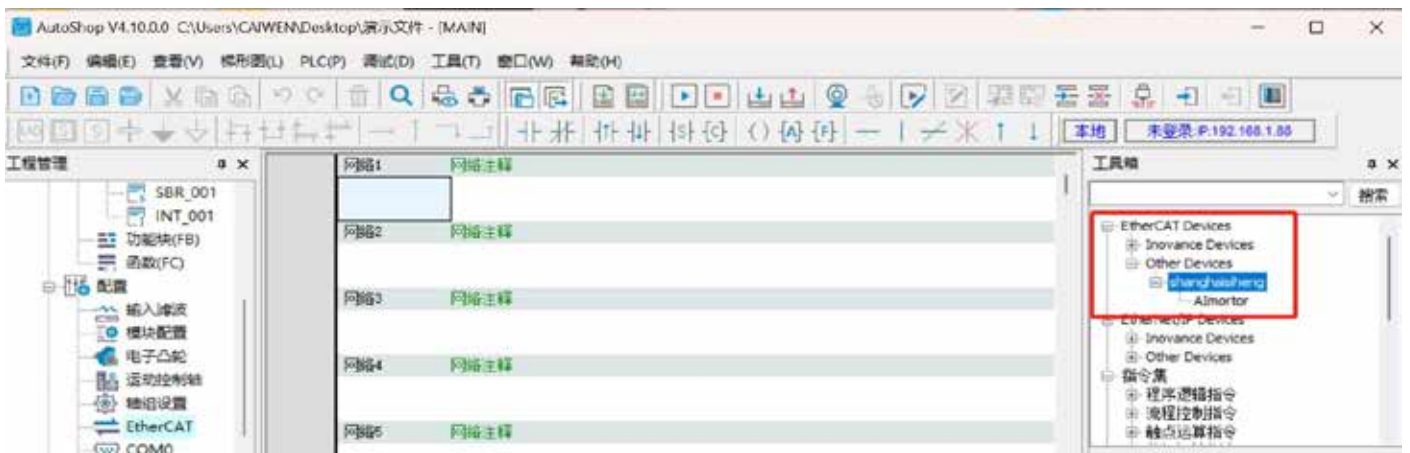 AutoShop V4.10.0.0 C:\Users\CAIWEN\Desktop\演示文件 - [MAIN]
文件(F) 编辑(E) 查看(V) 梯形图(L) PLC(P) 调试(D) 工具(T) 窗口(W) 帮助(H)
本地 未登录:P:192.168.1.88
工程管理
SBR_001
INT_001
功能块(FB)
函数(FC)
配置
输入滤波
模块配置
电子凸轮
运动控制轴
轴组设置
EtherCAT
COM0
网络1 网络注释
网络2 网络注释
网络3 网络注释
网络4 网络注释
网络5 网络注释
工具箱
搜索
EtherCAT Devices
Inovance Devices
Other Devices
AImortor
EtherNet/IP Devices
Inovance Devices
Other Devices
指令集
程序逻辑指令
流程控制指令
触点运算指令